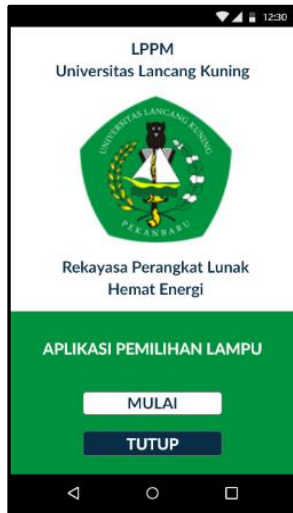 12:30
LPPM
Universitas Lancang Kuning
UNIVERSITAS LANCANG KUNING
PEKANBARU
Rekayasa Perangkat Lunak
Hemat Energi
APLIKASI PEMILIHAN LAMPU
MULAI
TUTUP